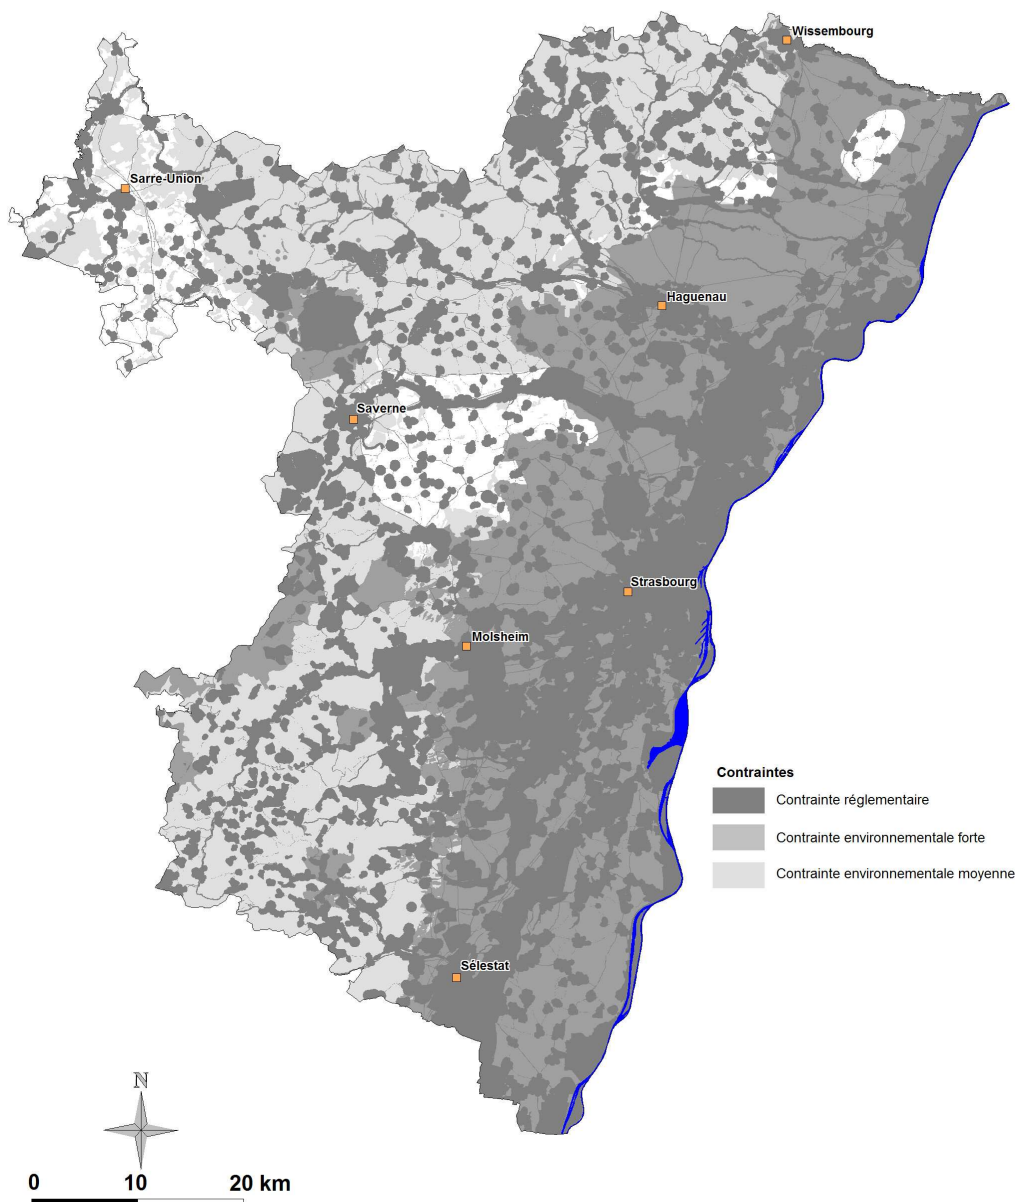 Wissembourg
Sarre-Union
Haguenau
Saverne
Strasbourg
Molsheim
Contraintes
Contrainte réglementaire
Contrainte environnementale forte
Contrainte environnementale moyenne
Sélestat
N
0 10 20 km